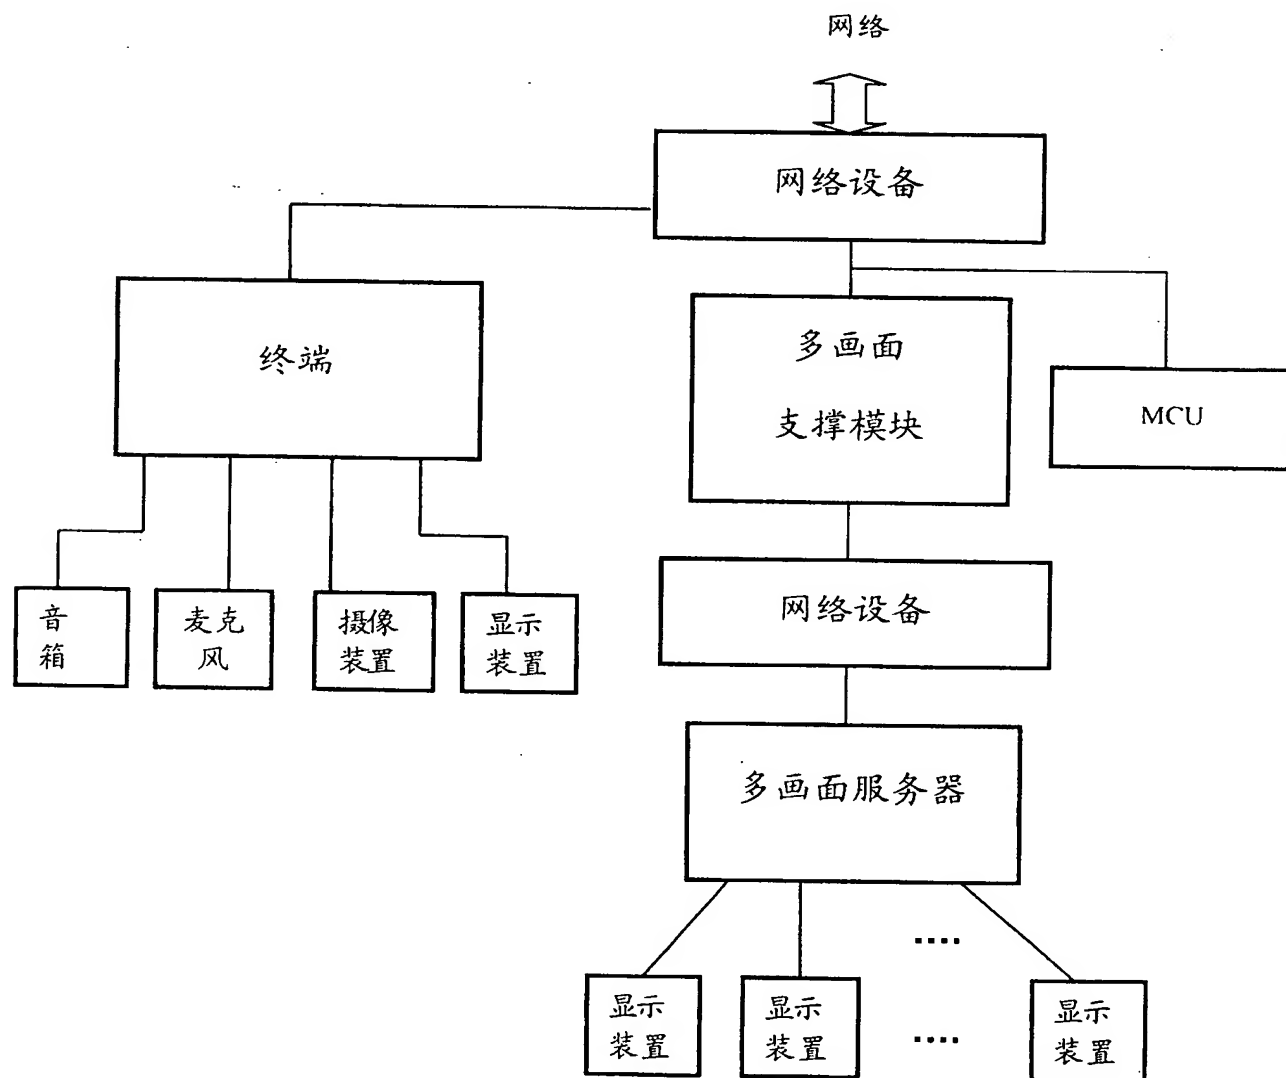 网络
网络设备
终端
多画面
支撑模块
MCU
网络设备
音
箱
麦克
风
摄像
装置
显示
装置
多画面服务器
....
显示
装置
显示
装置
....
显示
装置